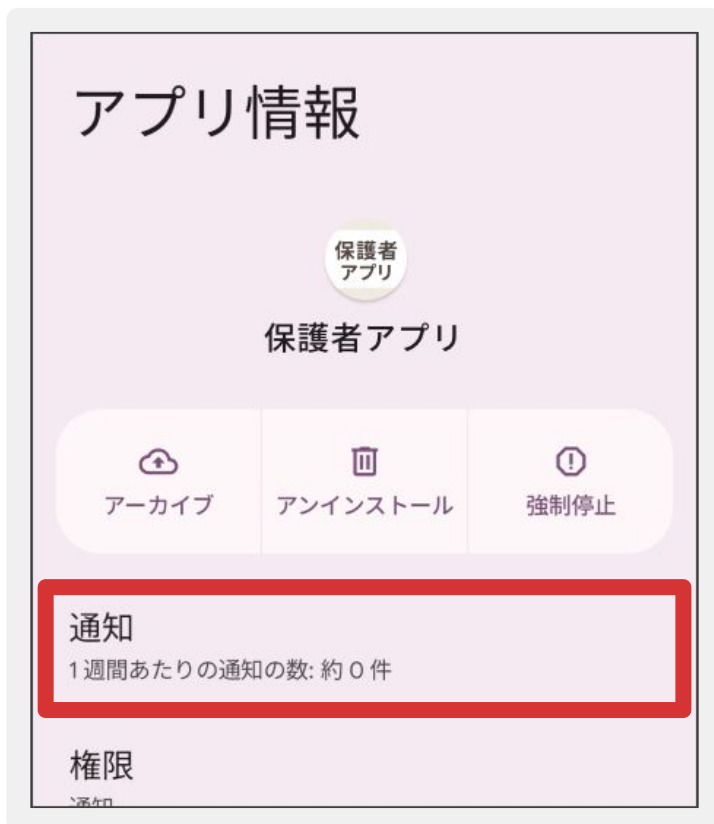 アプリ情報
保護者
アプリ
保護者アプリ
アーカイブ
アンインストール
強制停止
通知
1週間あたりの通知の数: 約 0 件
権限
通知